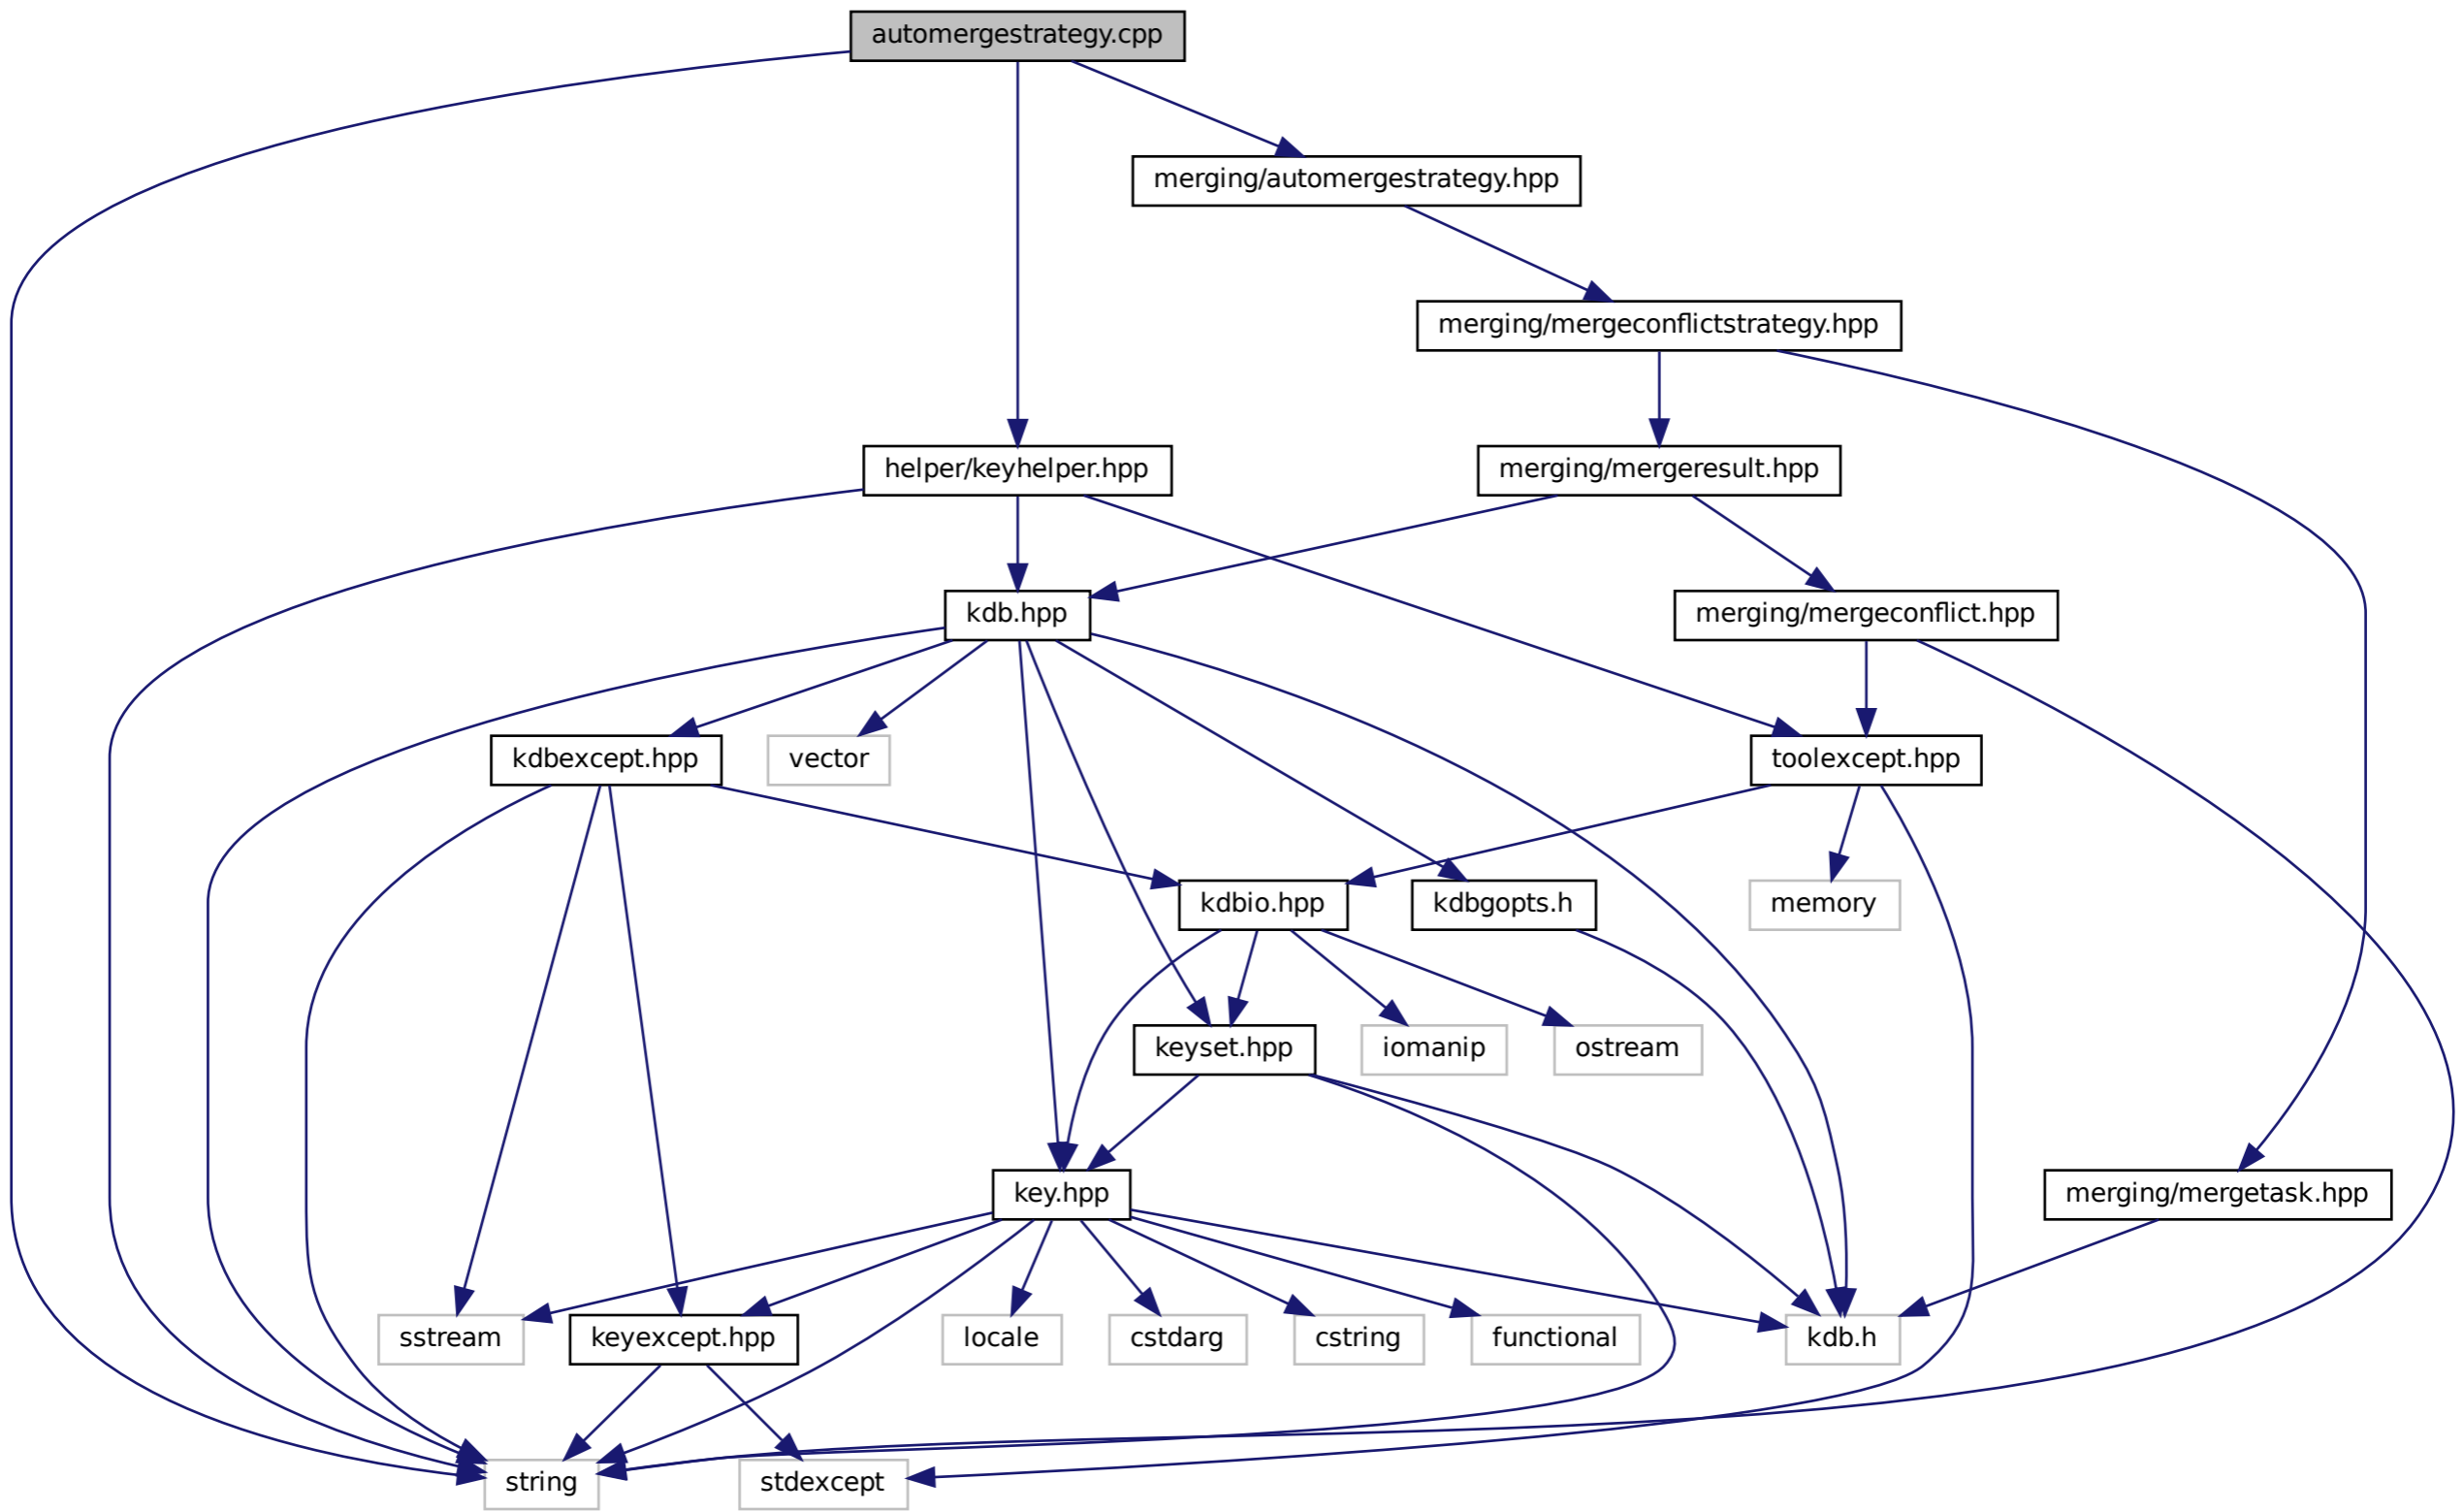 automergestrategy.cpp
merging/automergestrategy.hpp
merging/mergeconflictstrategy.hpp
helper/keyhelper.hpp
merging/mergeresult.hpp
kdb.hpp
merging/mergeconflict.hpp
kdbexcept.hpp
vector
toolexcept.hpp
kdbio.hpp
kdbgopts.h
memory
keyset.hpp
iomanip
ostream
key.hpp
merging/mergetask.hpp
sstream
keyexcept.hpp
locale
cstdarg
cstring
functional
kdb.h
string
stdexcept